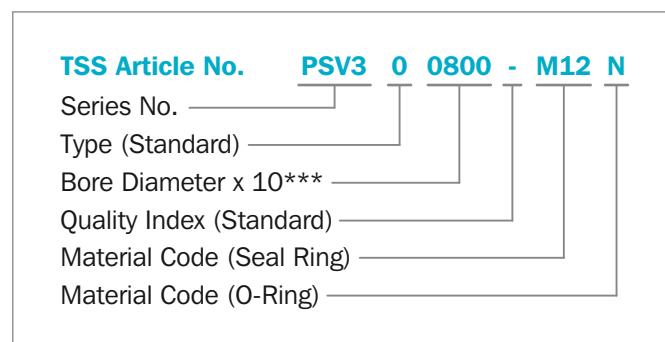 TSS Article No. PSV3 0 0800 - M12 N
Series No.
Type (Standard)
Bore Diameter x 10***
Quality Index (Standard)
Material Code (Seal Ring)
Material Code (O-Ring)